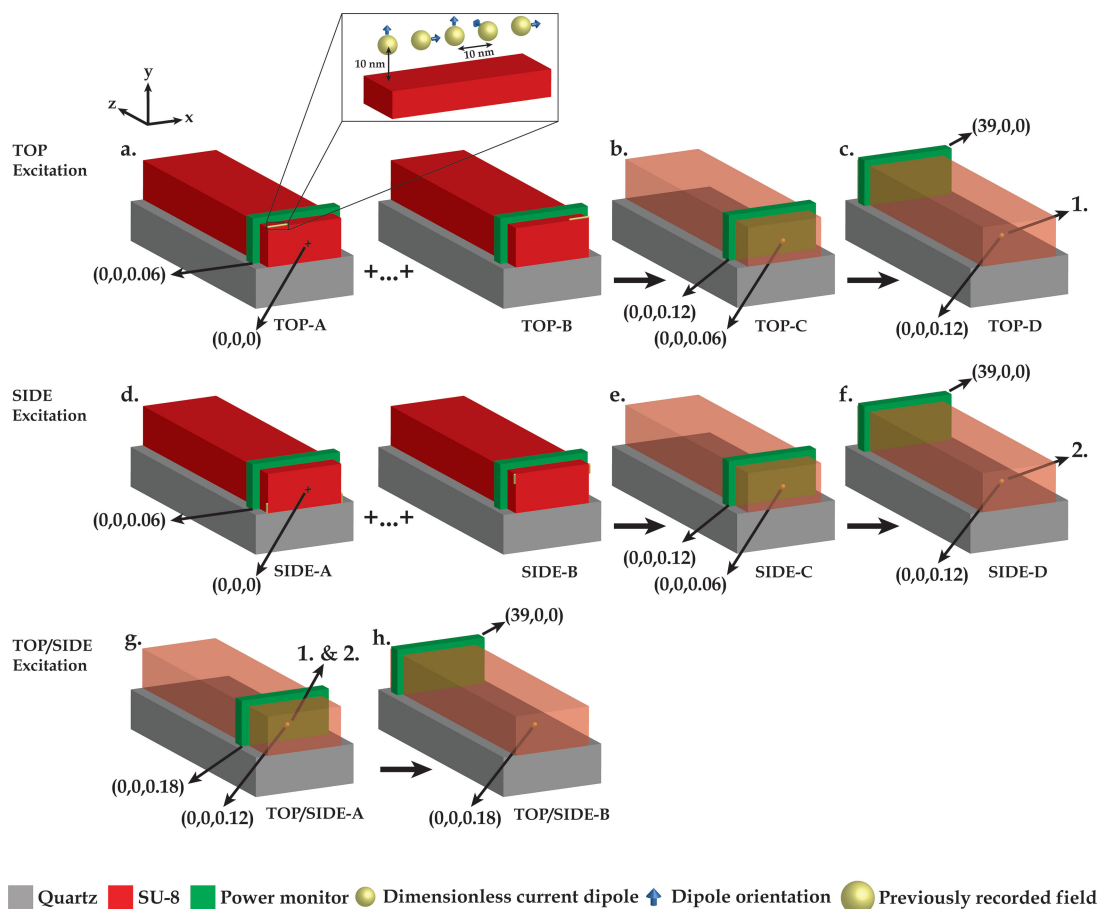 10 nm
10 nm
y
z
x
TOP
Excitation
a.
b.
c.
(39,0,0)
1.
(0,0,0.06)
+...+
(0,0,0)
TOP-A
TOP-B
(0,0,0.12)
(0,0,0.06)
TOP-C
(0,0,0.12)
TOP-D
SIDE
Excitation
d.
e.
f.
(39,0,0)
2.
(0,0,0.06)
+...+
(0,0,0)
SIDE-A
SIDE-B
(0,0,0.12)
(0,0,0.06)
SIDE-C
(0,0,0.12)
SIDE-D
TOP/SIDE
Excitation
g.
1. & 2.
h.
(39,0,0)
(0,0,0.18)
(0,0,0.12)
TOP/SIDE-A
(0,0,0.18)
TOP/SIDE-B
Quartz SU-8 Power monitor Dimensionless current dipole Dipole orientation Previously recorded field